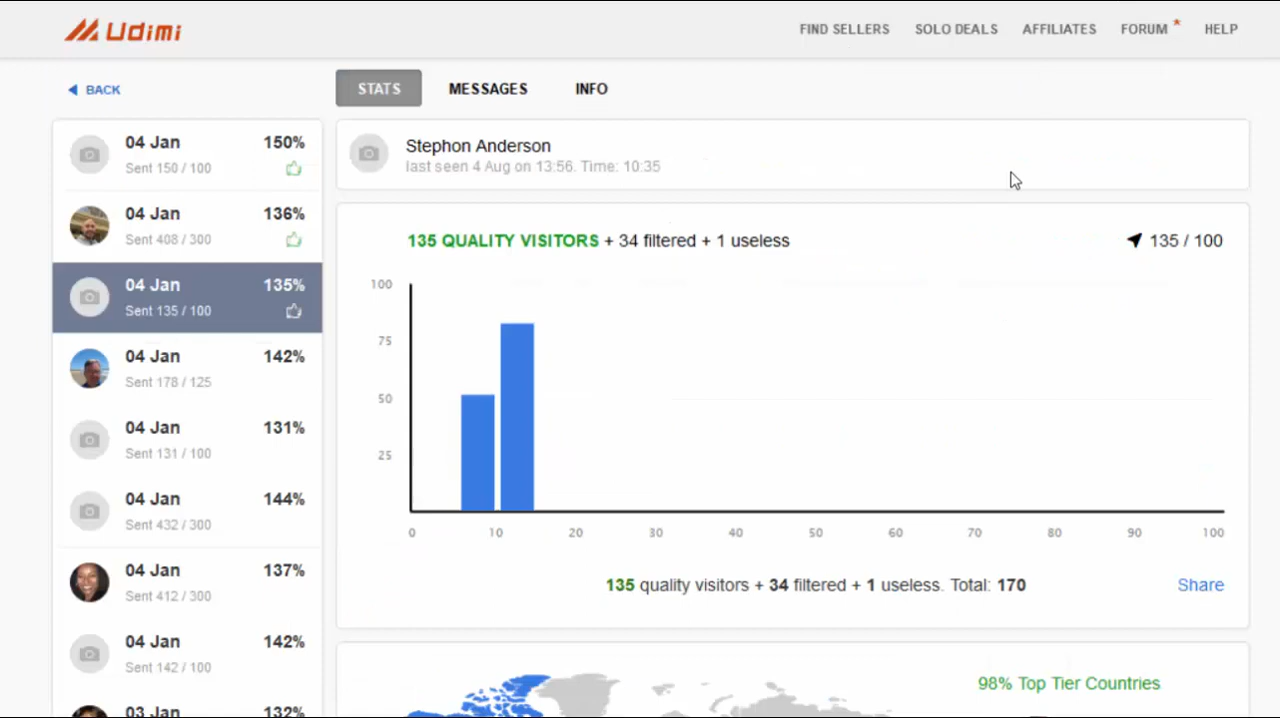 Udimi
FIND SELLERS SOLO DEALS AFFILIATES FORUM * HELP
BACK
STATS MESSAGES INFO
04 Jan 150%
Sent 150 / 100
04 Jan 136%
Sent 408 / 300
04 Jan 135%
Sent 135 / 100
04 Jan 142%
Sent 178 / 125
04 Jan 131%
Sent 131 / 100
04 Jan 144%
Sent 432 / 300
04 Jan 137%
Sent 412 / 300
04 Jan 142%
Sent 142 / 100
03 Jan 132%
Stephon Anderson
last seen 4 Aug on 13:56. Time: 10:35
135 QUALITY VISITORS + 34 filtered + 1 useless
135 / 100
100
75
50
25
0 10 20 30 40 50 60 70 80 90 100
135 quality visitors + 34 filtered + 1 useless. Total: 170
Share
98% Top Tier Countries